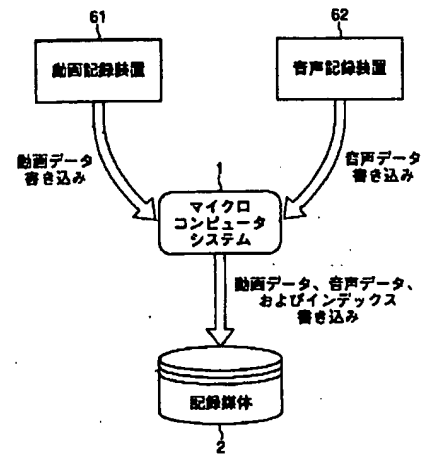 61
62
動画記録装置
音声記録装置
動画データ
書き込み
音声データ
書き込み
1
マイクロ
コンピュータ
システム
動画データ、音声データ、
およびインデックス
書き込み
記録媒体
2